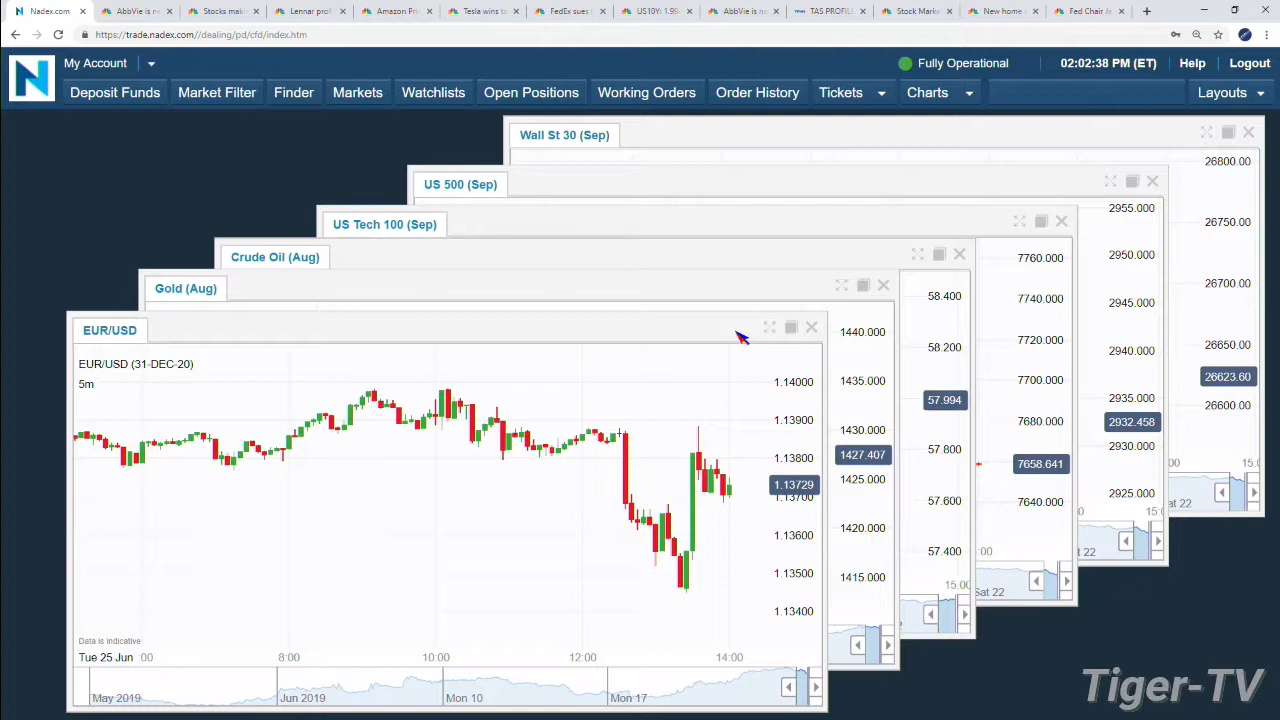 Nadex.com
AbbVie is ne
Stocks make
Lennar prof
Amazon Pri
Tesla wins ta
FedEx sues
US10Y: 1.99
AbbVie is ne
TAS PROFIL
Stock Mark
New home
Fed Chair Je
https://trade.nadex.com//dealing/pd/cfd/index.htm
My Account
Fully Operational
02:02:38 PM (ET)
Help
Logout
Deposit Funds
Market Filter
Finder
Markets
Watchlists
Open Positions
Working Orders
Order History
Tickets
Charts
Layouts
Wall St 30 (Sep)
26800.00
26750.00
26700.00
26650.00
26623.60
26600.00
US 500 (Sep)
2955.000
2950.000
2945.000
2940.000
2935.000
2932.458
2930.000
2925.000
US Tech 100 (Sep)
7760.000
7740.000
7720.000
7700.000
7680.000
7658.641
7640.000
Crude Oil (Aug)
58.400
58.200
57.994
57.800
57.600
57.400
Gold (Aug)
1440.000
1435.000
1430.000
1427.407
1425.000
1420.000
1415.000
EUR/USD
EUR/USD (31-DEC-20)
5m
1.14000
1.13900
1.13800
1.13729
1.13700
1.13600
1.13500
1.13400
Data is indicative
Tue 25 Jun
:00
8:00
10:00
12:00
14:00
May 2019
Jun 2019
Mon 10
Mon 17
Tiger-TV